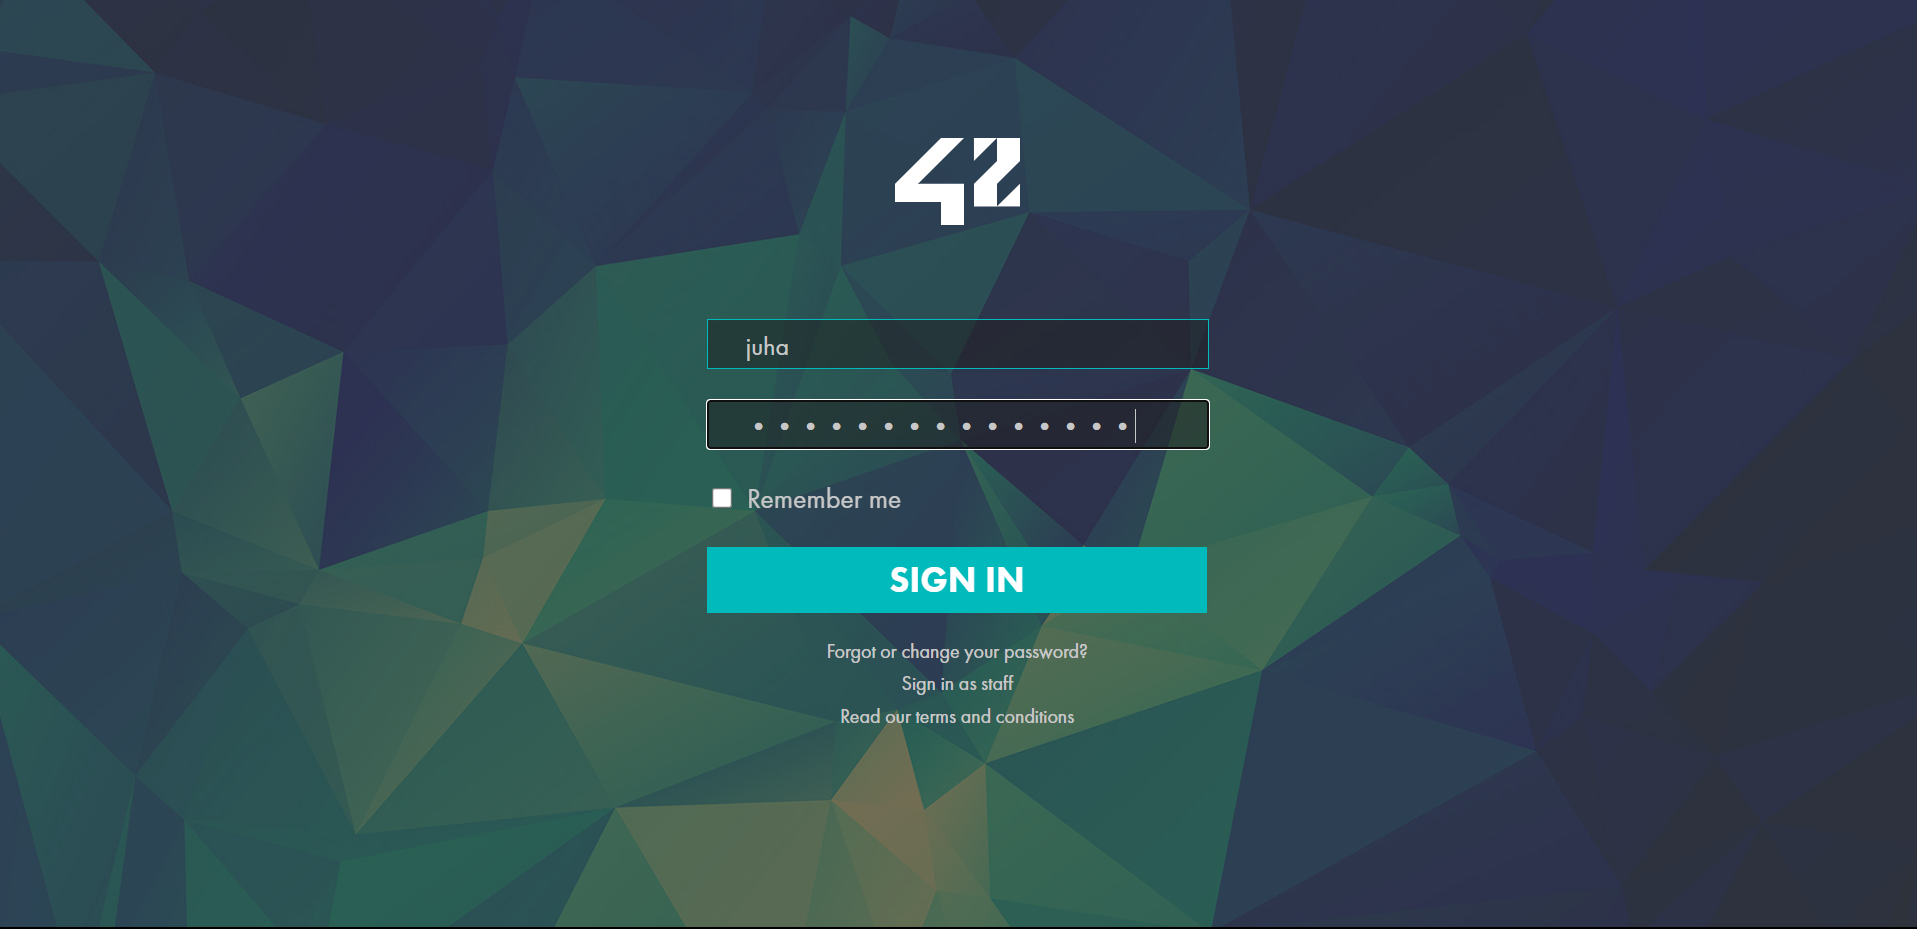 42
juha
•••••••••••••••
Remember me
SIGN IN
Forgot or change your password?
Sign in as staff
Read our terms and conditions